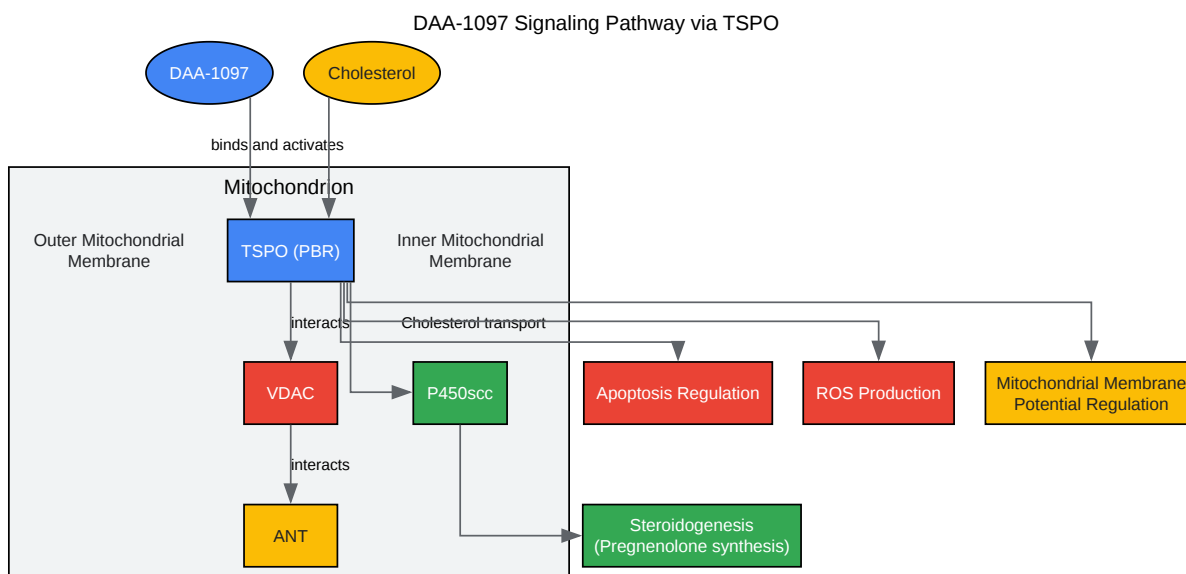 DAA-1097 Signaling Pathway via TSPO
DAA-1097
Cholesterol
binds and activates
Mitochondrion
Outer Mitochondrial
Membrane
TSPO (PBR)
Inner Mitochondrial
Membrane
interacts
Cholesterol transport
VDAC
P450scc
Apoptosis Regulation
ROS Production
Mitochondrial Membrane
Potential Regulation
interacts
ANT
Steroidogenesis
(Pregnenolone synthesis)